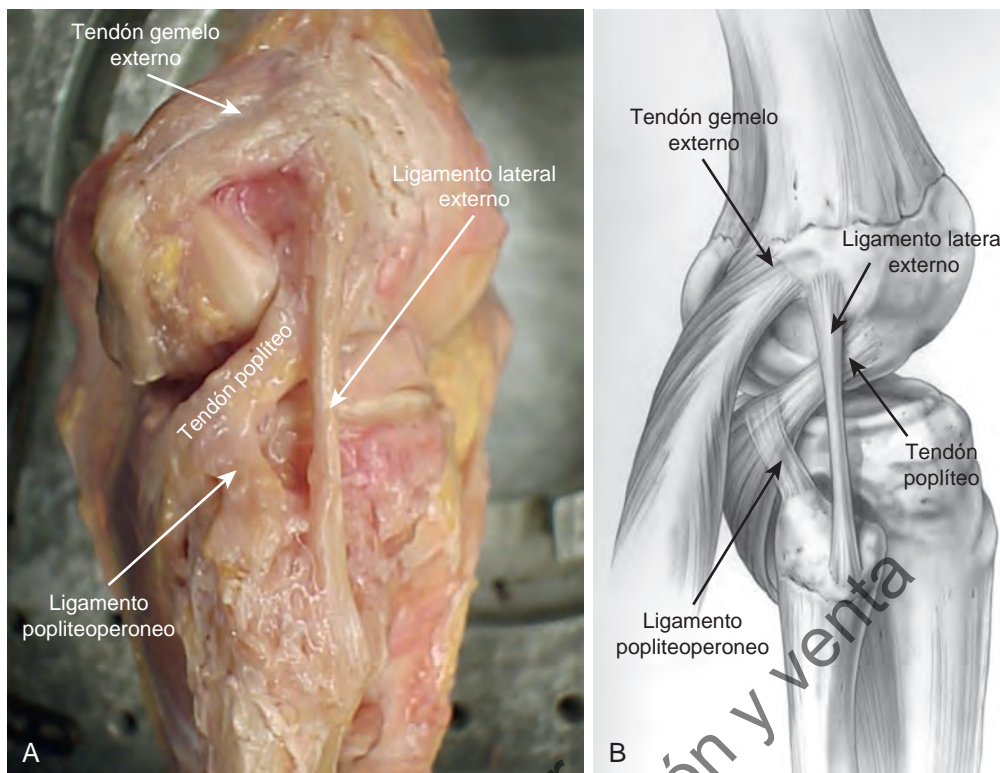 Tendón gemelo
externo
Ligamento lateral
externo
Tendón poplíteo
Ligamento
popliteoperoneo
A
Tendón gemelo
externo
Ligamento lateral
externo
Tendón
poplíteo
Ligamento
popliteoperoneo
B
ón y venta